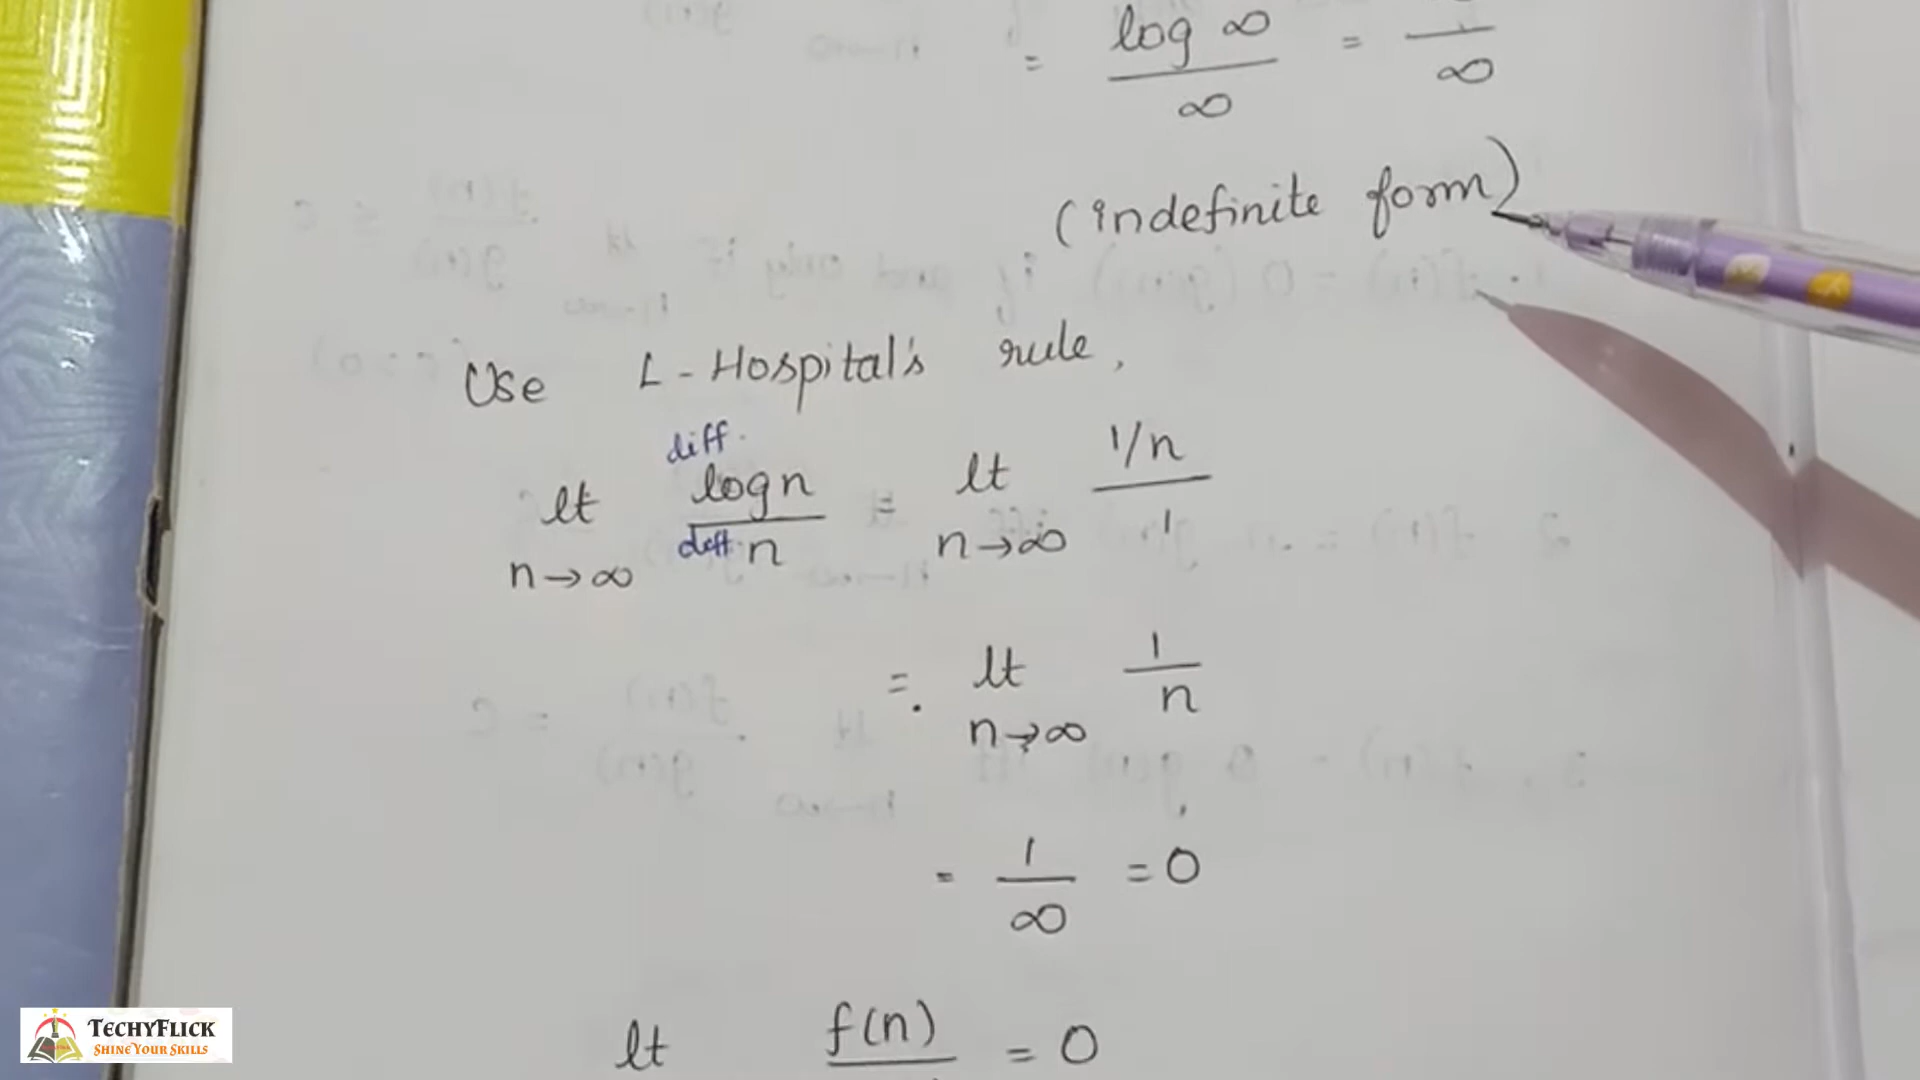 = log ∞ / ∞ = / ∞
(indefinite form)
Use L-Hospital's rule,
diff.
lt n→∞ log n / diff. n = lt n→∞ 1/n / 1
= lt n→∞ 1 / n
= 1 / ∞ = 0
lt f(n) = 0
TECHYFLICK
SHINE YOUR SKILLS